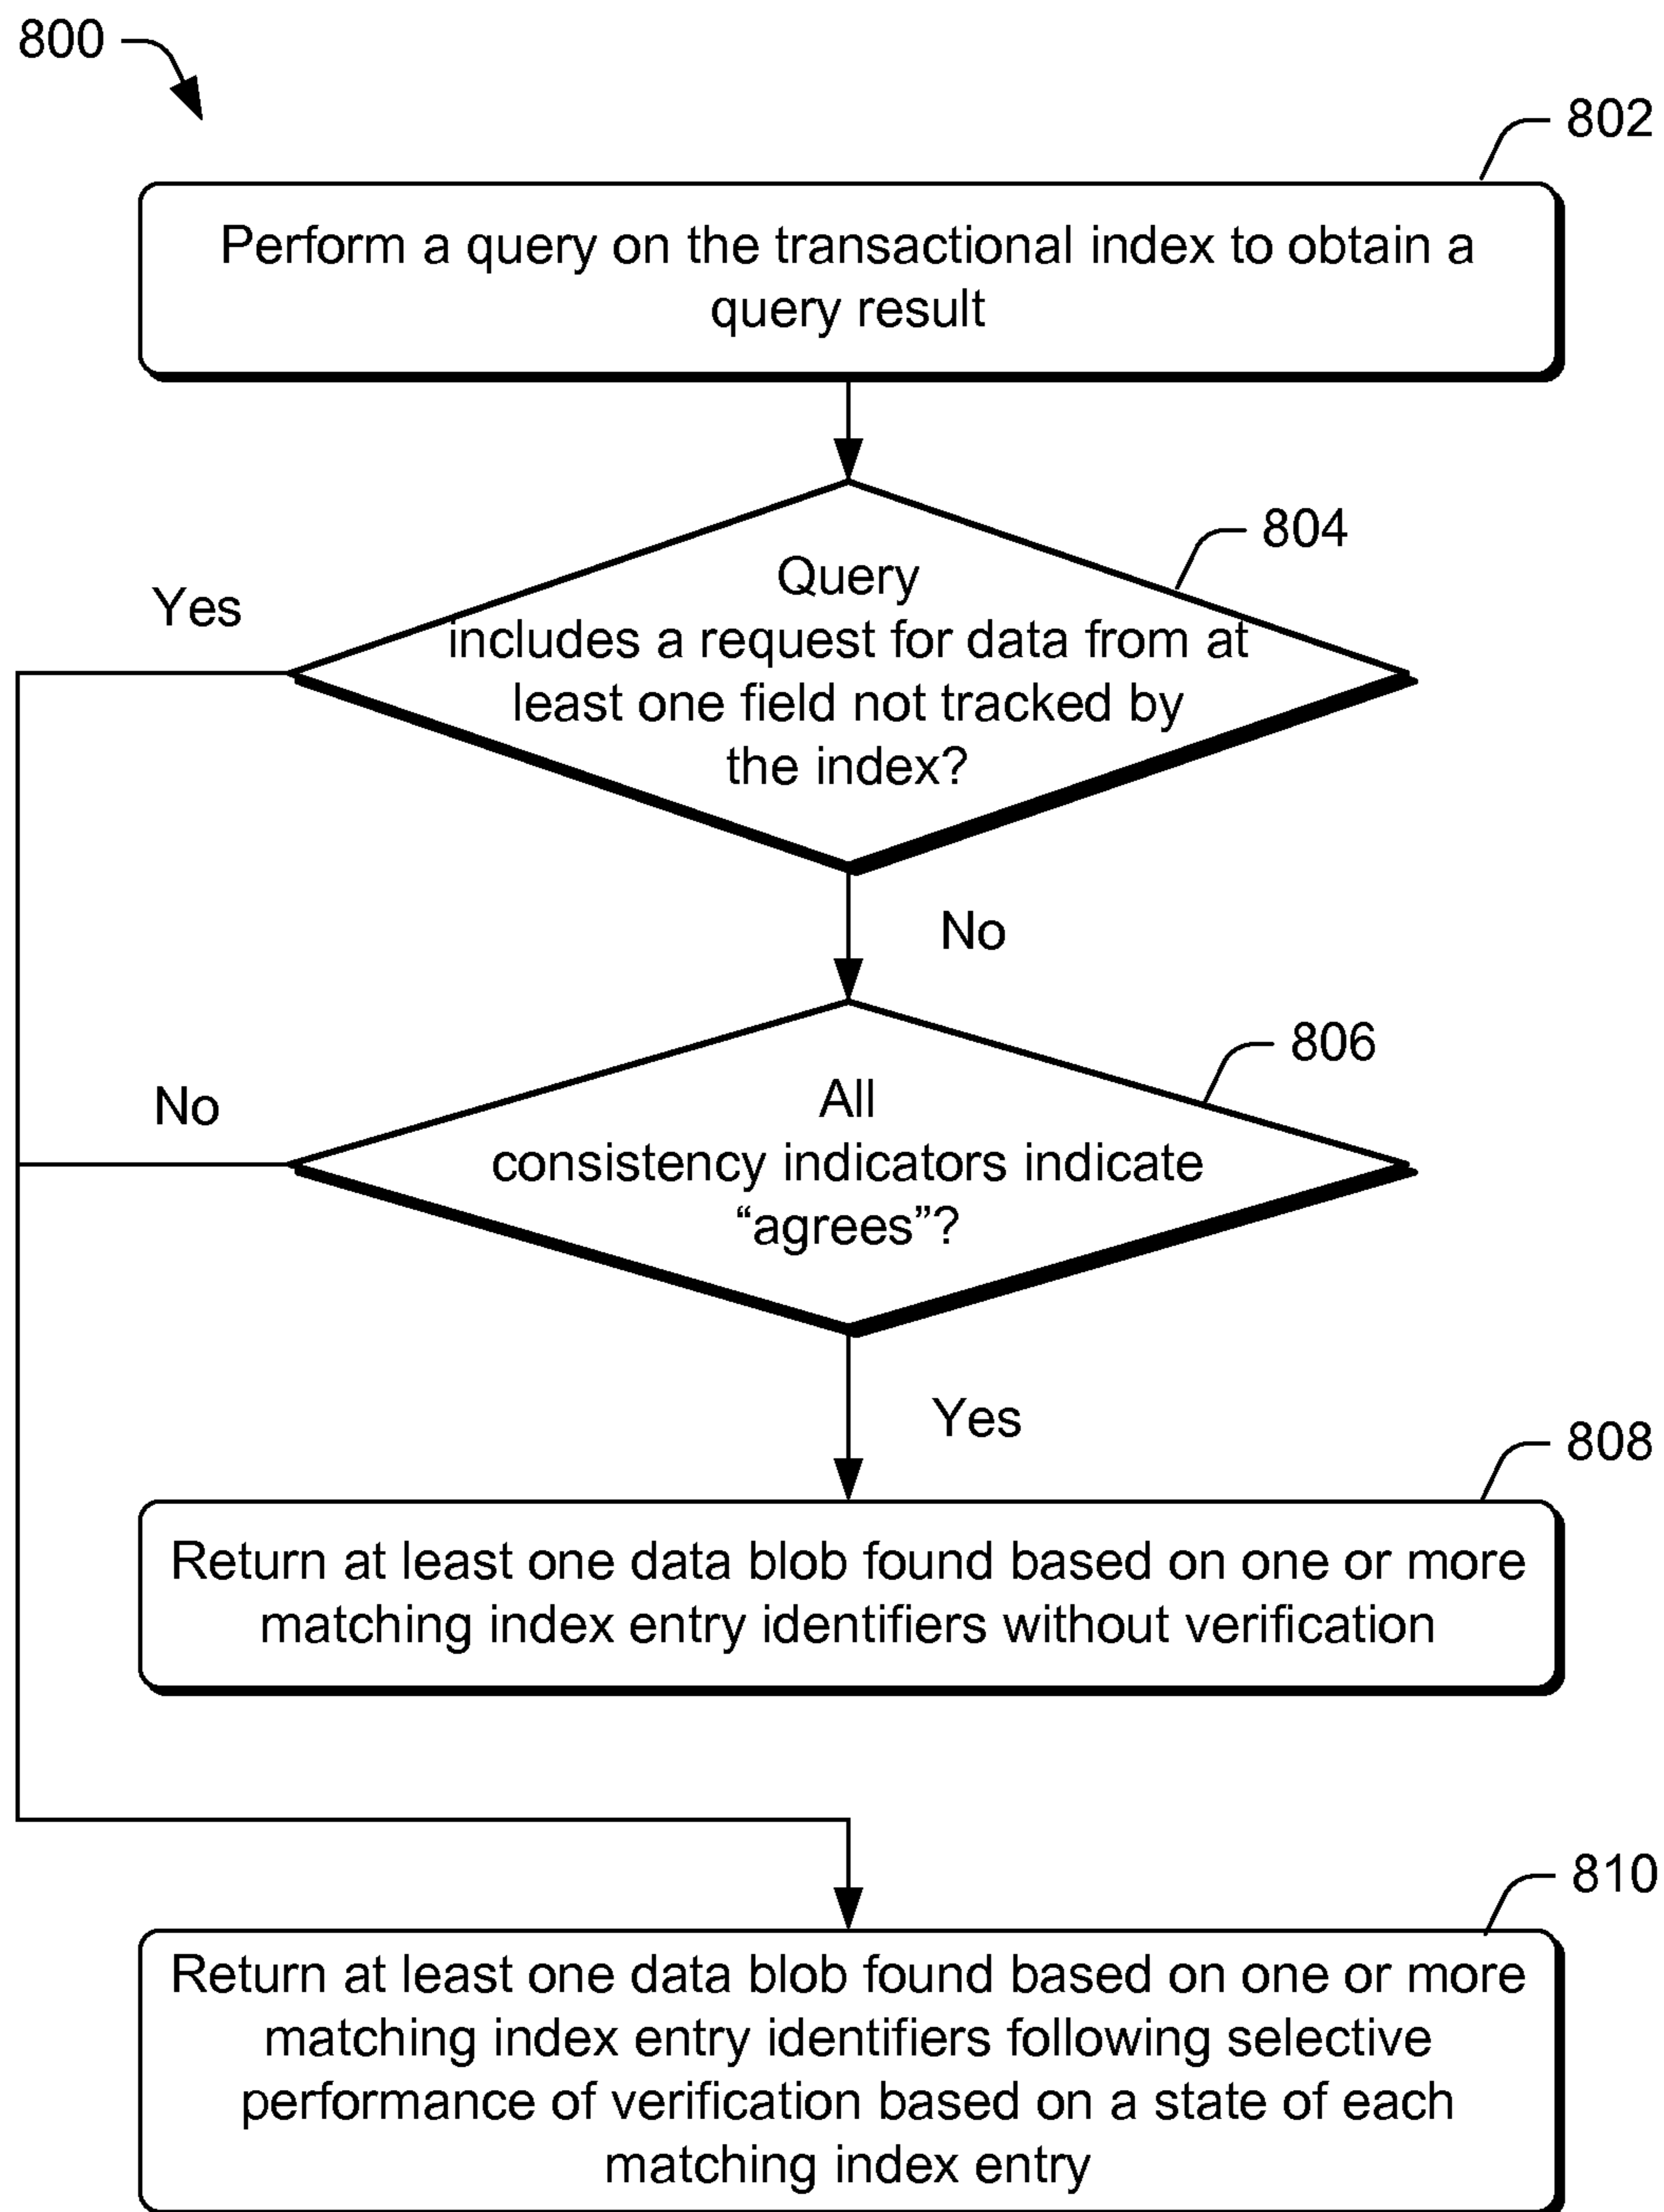 800
802
Perform a query on the transactional index to obtain a
query result
804
Yes
Query
includes a request for data from at
least one field not tracked by
the index?
No
806
No
All
consistency indicators indicate
“agrees”?
Yes
808
Return at least one data blob found based on one or more
matching index entry identifiers without verification
810
Return at least one data blob found based on one or more
matching index entry identifiers following selective
performance of verification based on a state of each
matching index entry